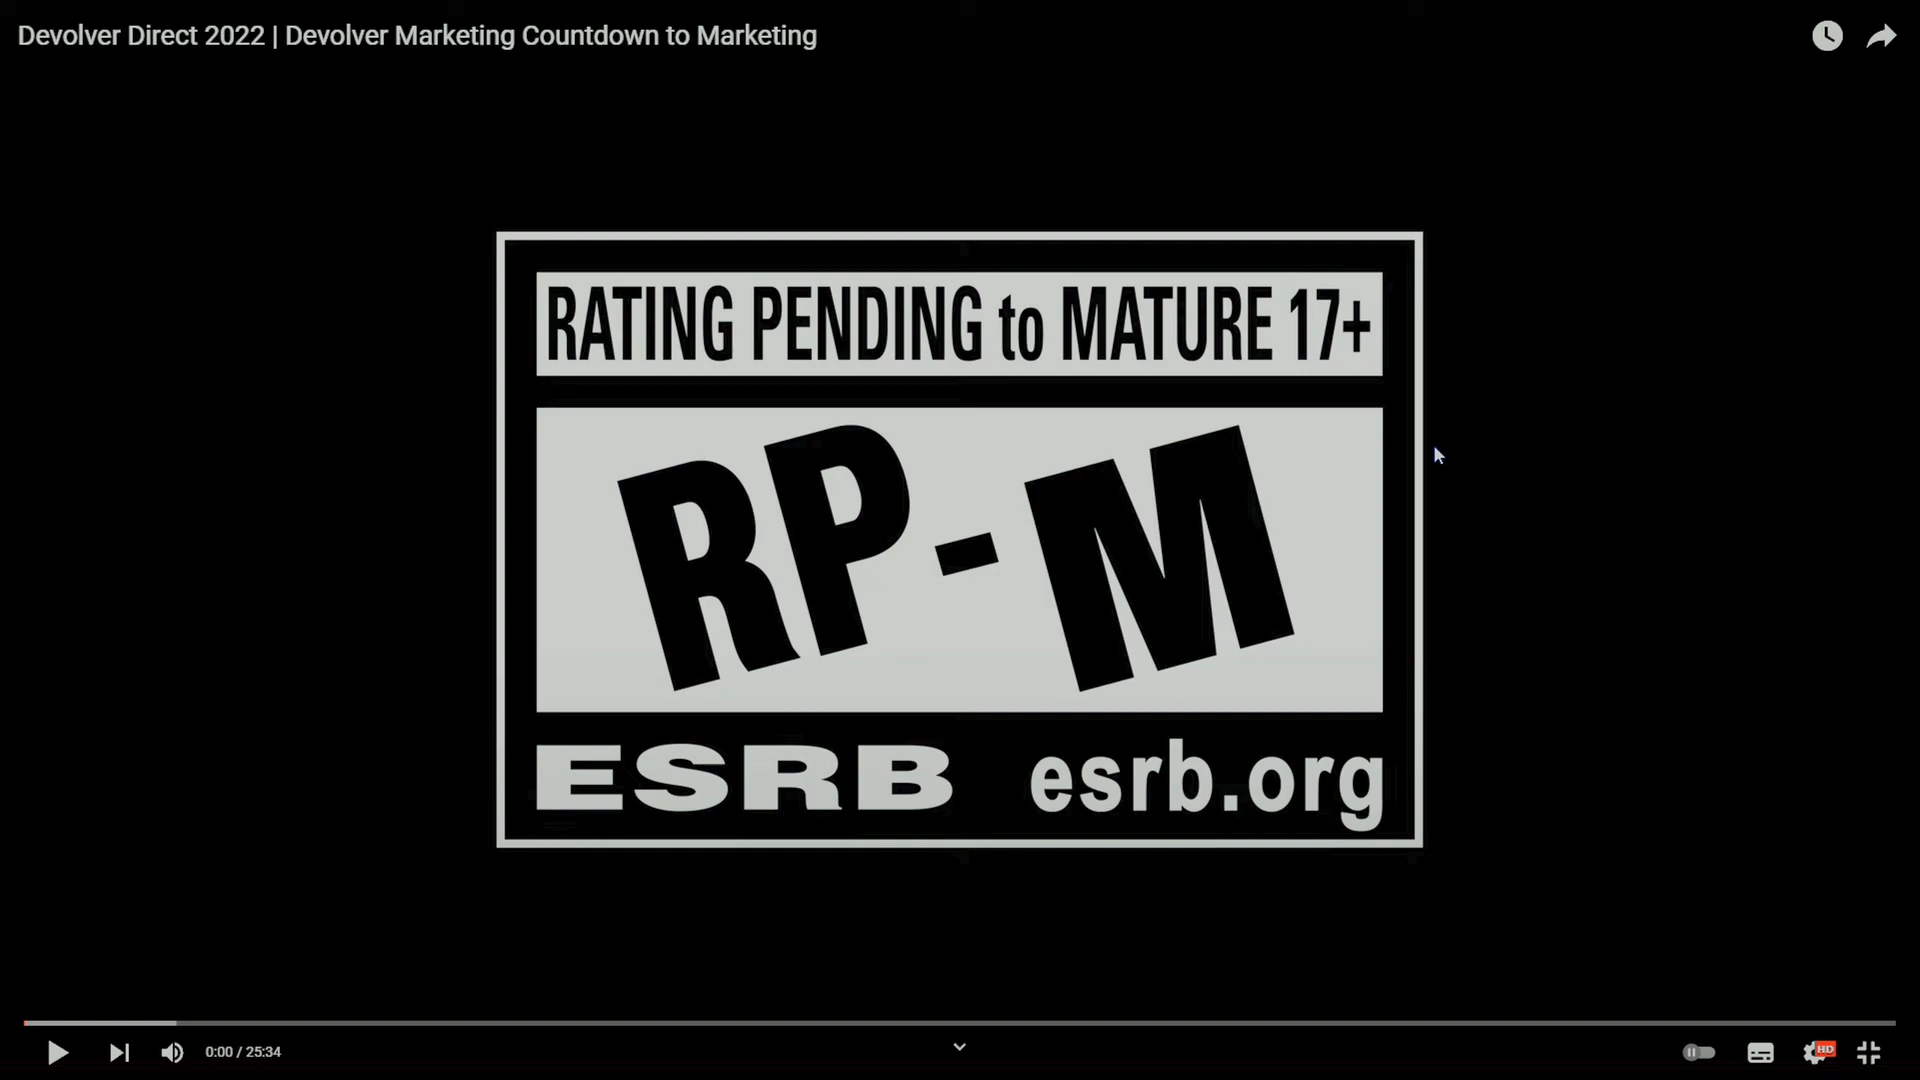 Devolver Direct 2022 | Devolver Marketing Countdown to Marketing
RATING PENDING to MATURE 17+
RP-M
ESRB esrb.org
0:00 / 25:34
HD